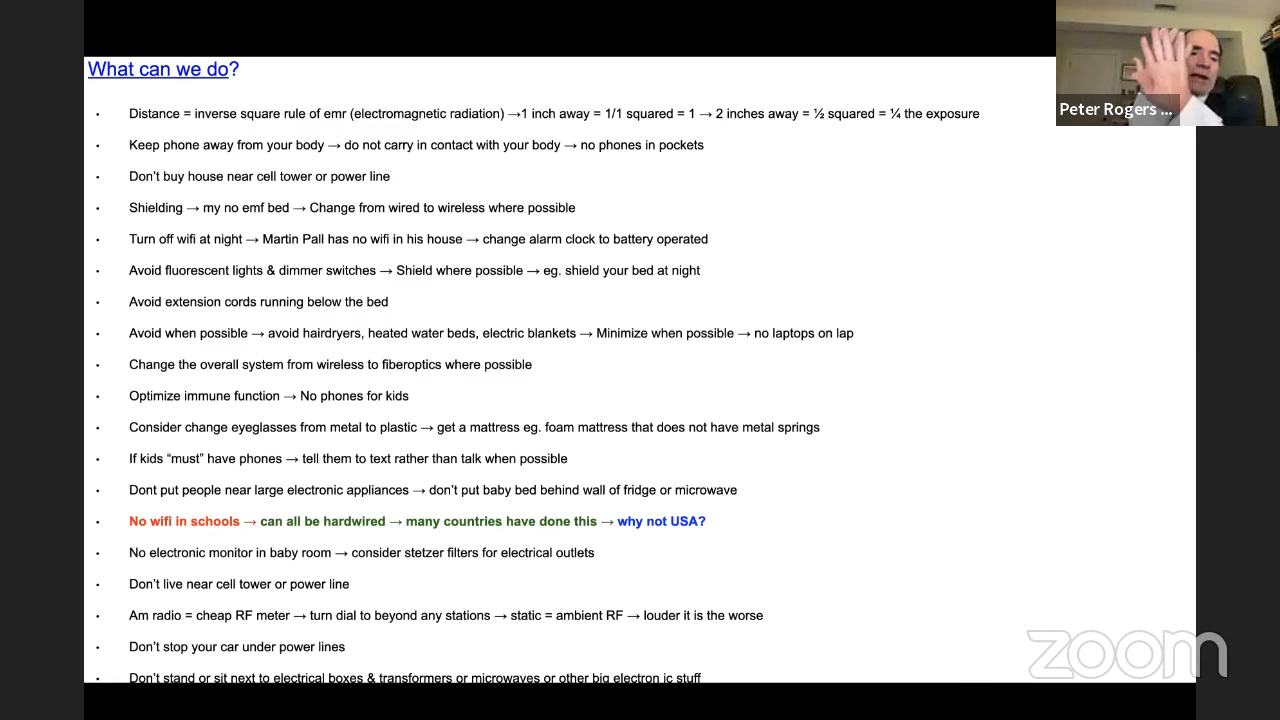 What can we do?
Peter Rogers ...
• Distance = inverse square rule of emr (electromagnetic radiation) →1 inch away = 1/1 squared = 1 → 2 inches away = ½ squared = ¼ the exposure
• Keep phone away from your body → do not carry in contact with your body → no phones in pockets
• Don't buy house near cell tower or power line
• Shielding → my no emf bed → Change from wired to wireless where possible
• Turn off wifi at night → Martin Pall has no wifi in his house → change alarm clock to battery operated
• Avoid fluorescent lights & dimmer switches → Shield where possible → eg. shield your bed at night
• Avoid extension cords running below the bed
• Avoid when possible → avoid hairdryers, heated water beds, electric blankets → Minimize when possible → no laptops on lap
• Change the overall system from wireless to fiberoptics where possible
• Optimize immune function → No phones for kids
• Consider change eyeglasses from metal to plastic → get a mattress eg. foam mattress that does not have metal springs
• If kids “must” have phones → tell them to text rather than talk when possible
• Dont put people near large electronic appliances → don't put baby bed behind wall of fridge or microwave
• No wifi in schools → can all be hardwired → many countries have done this → why not USA?
• No electronic monitor in baby room → consider stetzer filters for electrical outlets
• Don't live near cell tower or power line
• Am radio = cheap RF meter → turn dial to beyond any stations → static = ambient RF → louder it is the worse
• Don't stop your car under power lines
• Don't stand or sit next to electrical boxes & transformers or microwaves or other big electron ic stuff
zoom